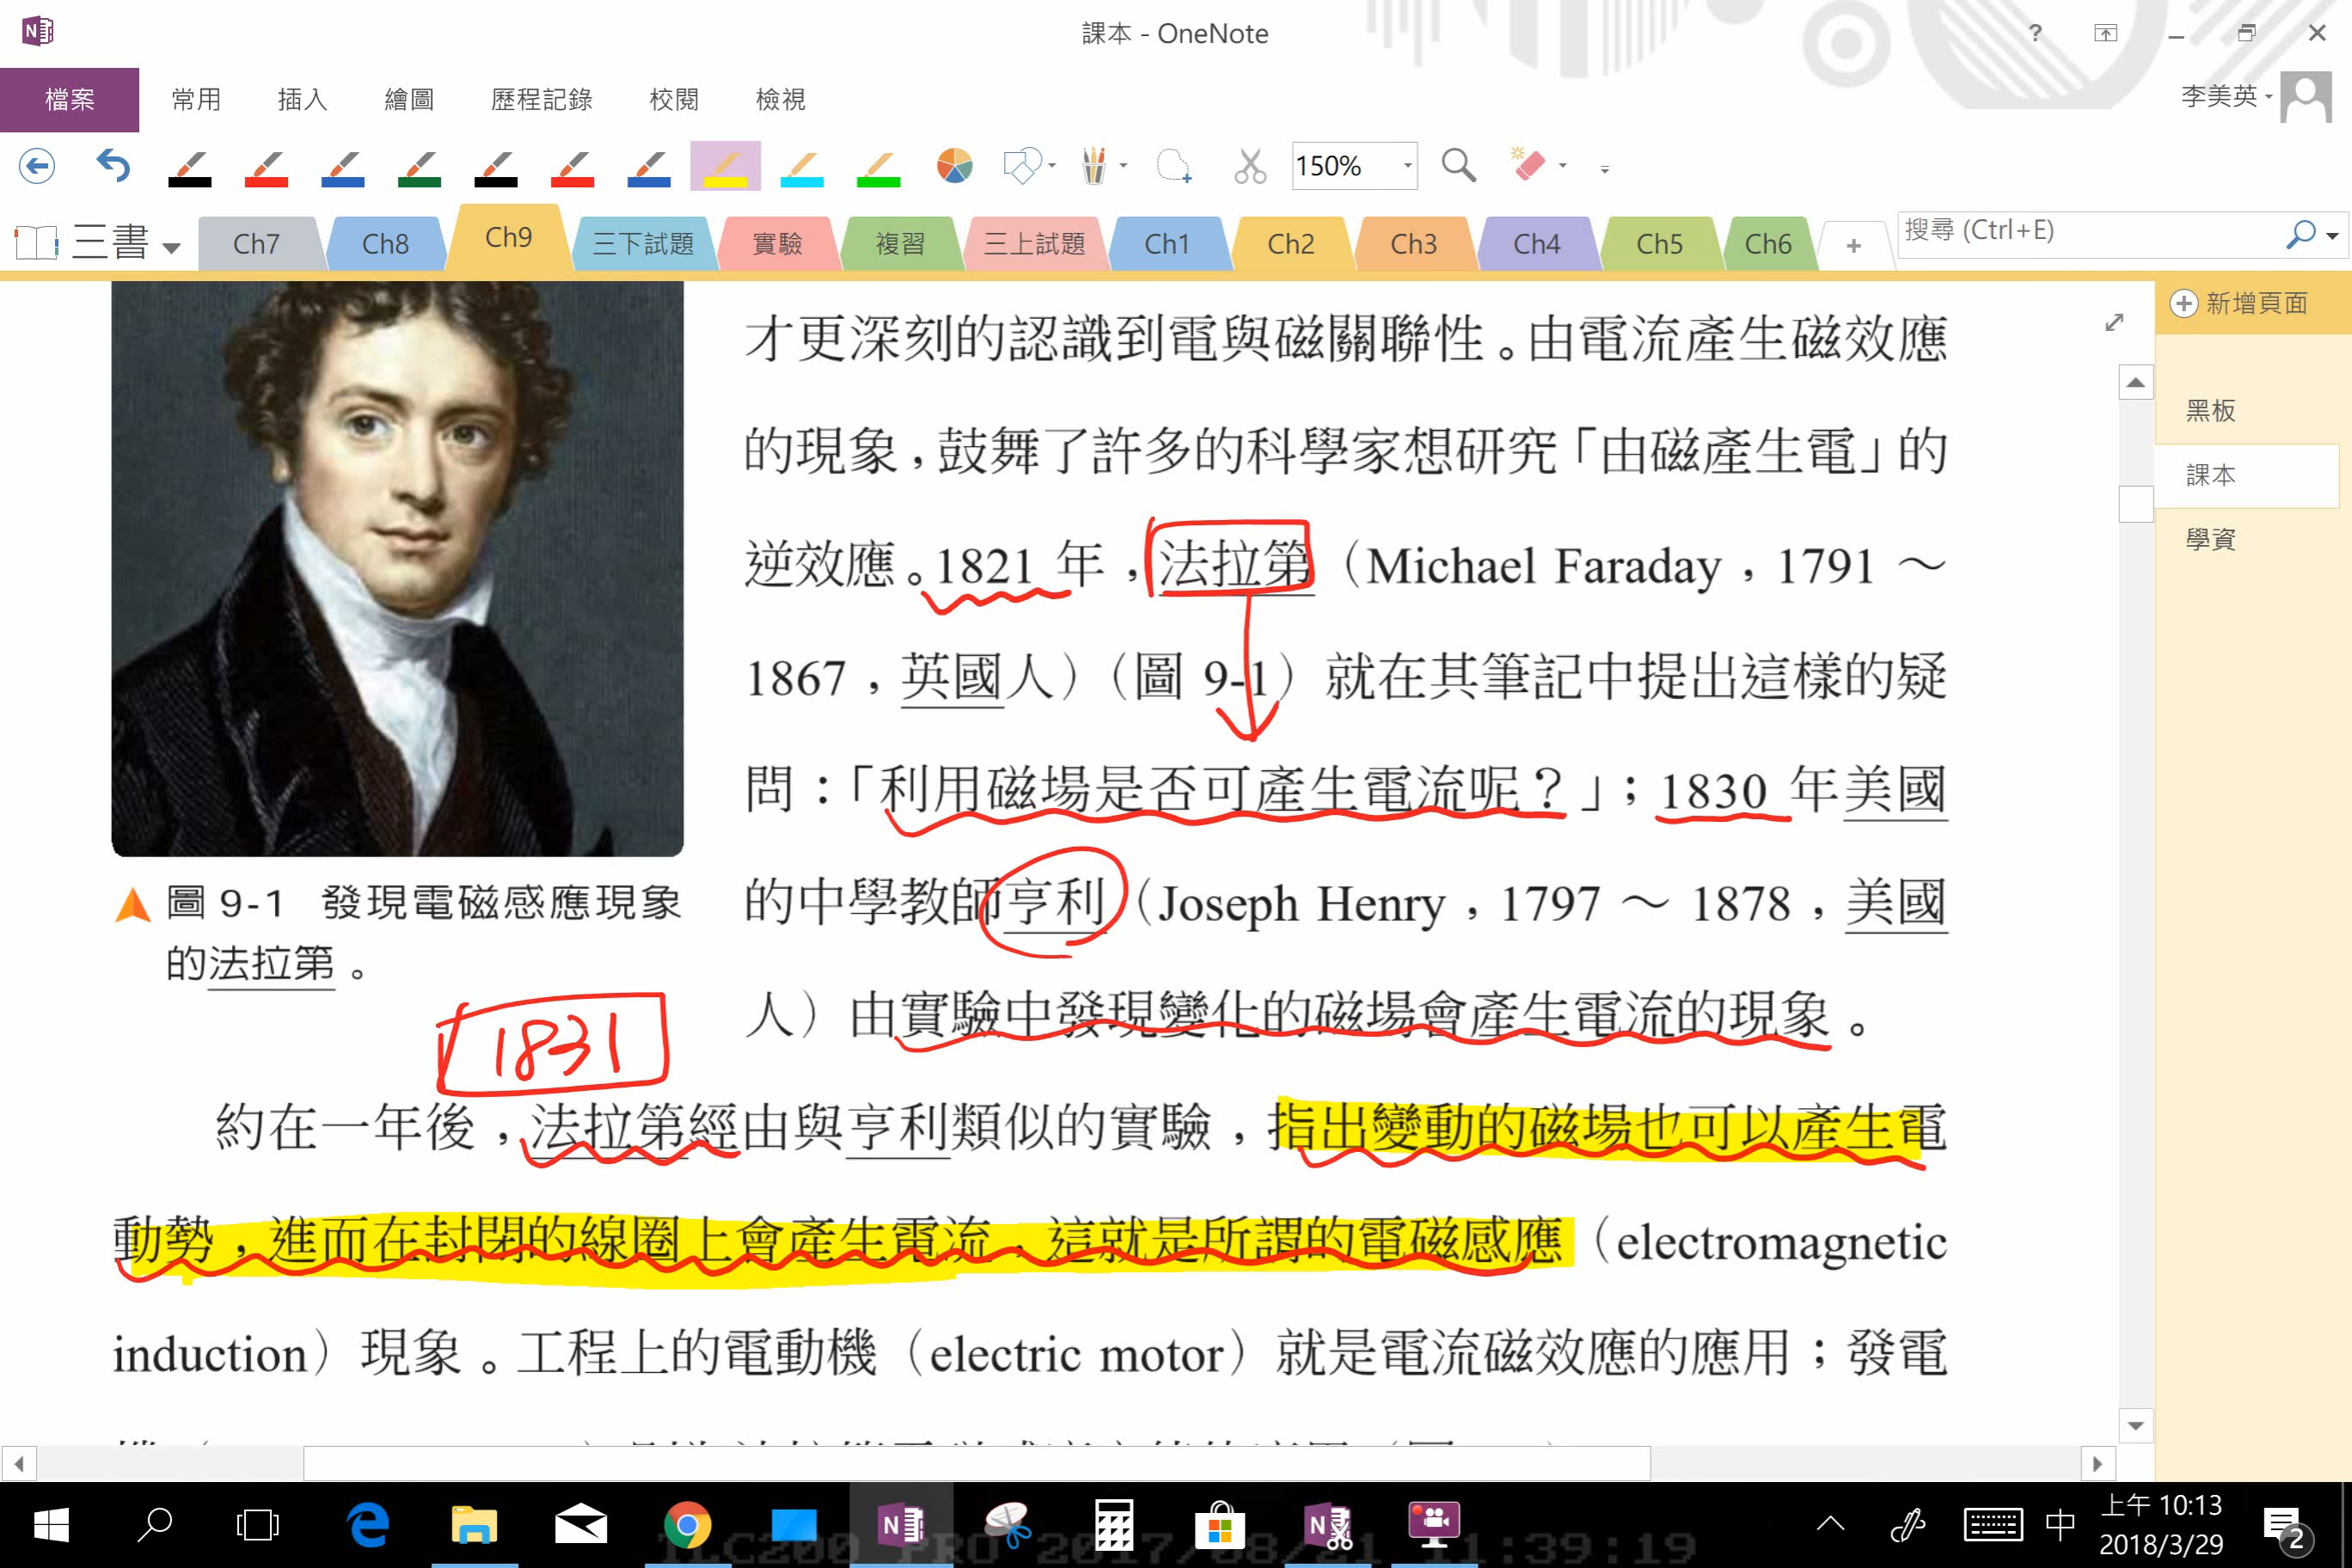 課本 - OneNote
?
檔案 常用 插入 繪圖 歷程記錄 校閱 檢視
李美英
150%
三書 Ch7 Ch8 Ch9 三下試題 實驗 複習 三上試題 Ch1 Ch2 Ch3 Ch4 Ch5 Ch6 +
搜尋 (Ctrl+E)
新增頁面
黑板
課本
學資
才更深刻的認識到電與磁關聯性。由電流產生磁效應
的現象，鼓舞了許多的科學家想研究「由磁產生電」的
逆效應。1821 年，法拉第（Michael Faraday，1791 ～
1867，英國人）（圖 9-1）就在其筆記中提出這樣的疑
問：「利用磁場是否可產生電流呢？」；1830 年美國
的中學教師亨利（Joseph Henry，1797 ～ 1878，美國
人）由實驗中發現變化的磁場會產生電流的現象。
圖 9-1 發現電磁感應現象
的法拉第。
1831
約在一年後，法拉第經由與亨利類似的實驗，指出變動的磁場也可以產生電
動勢，進而在封閉的線圈上會產生電流，這就是所謂的電磁感應（electromagnetic
induction）現象。工程上的電動機（electric motor）就是電流磁效應的應用；發電
中
上午 10:13
2018/3/29
2
TLC200 PRO 2017/08/21 11:39:19